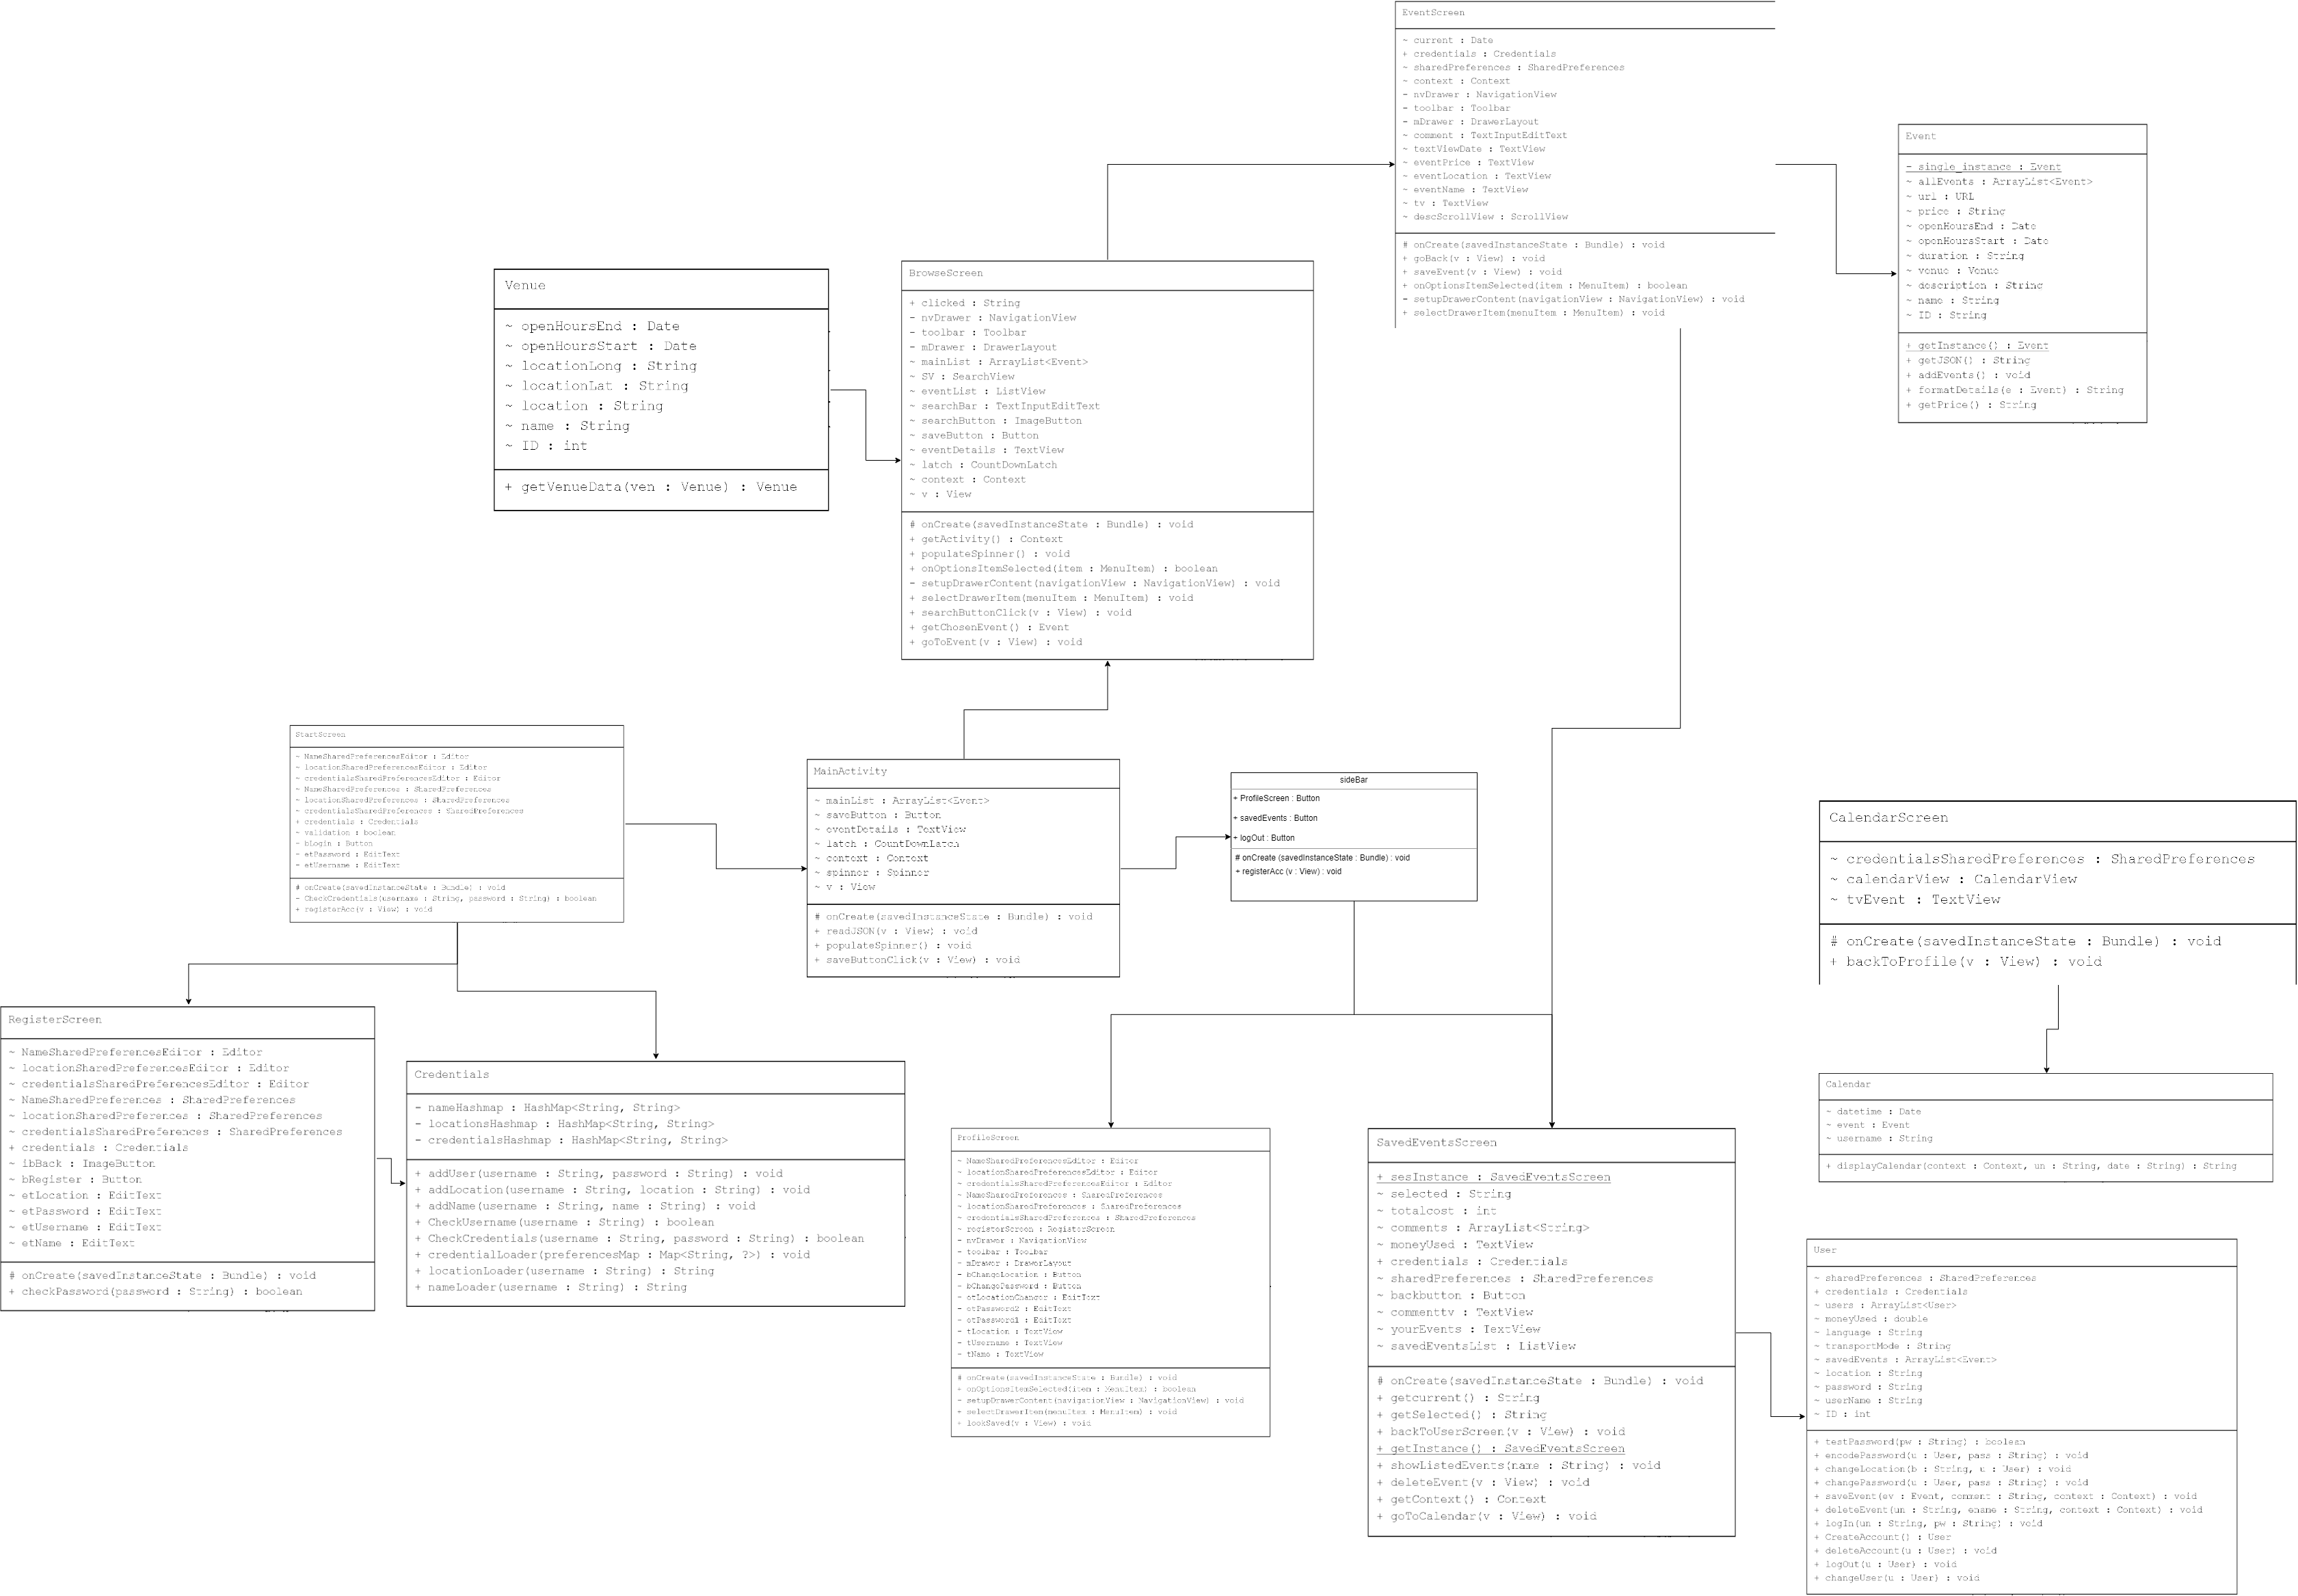 EventScreen
~ current : Date
+ credentials : Credentials
~ sharedPreferences : SharedPreferences
~ context : Context
- nvDrawer : NavigationView
- toolbar : Toolbar
- mDrawer : DrawerLayout
~ comment : TextInputEditText
~ textViewDate : TextView
~ eventPrice : TextView
~ eventLocation : TextView
~ eventName : TextView
~ tv : TextView
~ descScrollView : ScrollView
# onCreate(savedInstanceState : Bundle) : void
+ goBack(v : View) : void
+ saveEvent(v : View) : void
+ onOptionsItemSelected(item : MenuItem) : boolean
- setupDrawerContent(navigationView : NavigationView) : void
+ selectDrawerItem(menuItem : MenuItem) : void
Event
- single_instance : Event
~ allEvents : ArrayList<Event>
~ url : URL
~ price : String
~ openHoursEnd : Date
~ openHoursStart : Date
~ duration : String
~ venue : Venue
~ description : String
~ name : String
~ ID : String
+ getInstance() : Event
+ getJSON() : String
+ addEvents() : void
+ formatDetails(e : Event) : String
+ getPrice() : String
Venue
~ openHoursEnd : Date
~ openHoursStart : Date
~ locationLong : String
~ locationLat : String
~ location : String
~ name : String
~ ID : int
+ getVenueData(ven : Venue) : Venue
BrowseScreen
+ clicked : String
- nvDrawer : NavigationView
- toolbar : Toolbar
- mDrawer : DrawerLayout
~ mainList : ArrayList<Event>
~ SV : SearchView
~ eventList : ListView
~ searchBar : TextInputEditText
~ searchButton : ImageButton
~ saveButton : Button
~ eventDetails : TextView
~ latch : CountDownLatch
~ context : Context
~ v : View
# onCreate(savedInstanceState : Bundle) : void
+ getActivity() : Context
+ populateSpinner() : void
+ onOptionsItemSelected(item : MenuItem) : boolean
- setupDrawerContent(navigationView : NavigationView) : void
+ selectDrawerItem(menuItem : MenuItem) : void
+ searchButtonClick(v : View) : void
+ getChosenEvent() : Event
+ goToEvent(v : View) : void
StartScreen
~ NameSharedPreferencesEditor : Editor
~ locationSharedPreferencesEditor : Editor
~ credentialsSharedPreferencesEditor : Editor
~ NameSharedPreferences : SharedPreferences
~ locationSharedPreferences : SharedPreferences
~ credentialsSharedPreferences : SharedPreferences
+ credentials : Credentials
~ validation : boolean
- bLogin : Button
- etPassword : EditText
- etUsername : EditText
# onCreate(savedInstanceState : Bundle) : void
- CheckCredentials(username : String, password : String) : boolean
+ registerAcc(v : View) : void
MainActivity
~ mainList : ArrayList<Event>
~ saveButton : Button
~ eventDetails : TextView
~ latch : CountDownLatch
~ context : Context
~ spinner : Spinner
~ v : View
# onCreate(savedInstanceState : Bundle) : void
+ readJSON(v : View) : void
+ populateSpinner() : void
+ saveButtonClick(v : View) : void
sideBar
+ ProfileScreen : Button
+ savedEvents : Button
+ logOut : Button
# onCreate (savedInstanceState : Bundle) : void
+ registerAcc (v : View) : void
CalendarScreen
~ credentialsSharedPreferences : SharedPreferences
~ calendarView : CalendarView
~ tvEvent : TextView
# onCreate(savedInstanceState : Bundle) : void
+ backToProfile(v : View) : void
RegisterScreen
~ NameSharedPreferencesEditor : Editor
~ locationSharedPreferencesEditor : Editor
~ credentialsSharedPreferencesEditor : Editor
~ NameSharedPreferences : SharedPreferences
~ locationSharedPreferences : SharedPreferences
~ credentialsSharedPreferences : SharedPreferences
+ credentials : Credentials
~ ibBack : ImageButton
~ bRegister : Button
~ etLocation : EditText
~ etPassword : EditText
~ etUsername : EditText
~ etName : EditText
# onCreate(savedInstanceState : Bundle) : void
+ checkPassword(password : String) : boolean
Credentials
- nameHashmap : HashMap<String, String>
- locationsHashmap : HashMap<String, String>
- credentialsHashmap : HashMap<String, String>
+ addUser(username : String, password : String) : void
+ addLocation(username : String, location : String) : void
+ addName(username : String, name : String) : void
+ CheckUsername(username : String) : boolean
+ CheckCredentials(username : String, password : String) : boolean
+ credentialLoader(preferencesMap : Map<String, ?>) : void
+ locationLoader(username : String) : String
+ nameLoader(username : String) : String
ProfileScreen
~ NameSharedPreferencesEditor : Editor
~ locationSharedPreferencesEditor : Editor
~ credentialsSharedPreferencesEditor : Editor
~ NameSharedPreferences : SharedPreferences
~ locationSharedPreferences : SharedPreferences
~ credentialsSharedPreferences : SharedPreferences
~ registerScreen : RegisterScreen
- nvDrawer : NavigationView
- toolbar : Toolbar
- mDrawer : DrawerLayout
- bChangeLocation : Button
- bChangePassword : Button
- etLocationChanger : EditText
- etPassword2 : EditText
- etPassword1 : EditText
- tLocation : TextView
- tUsername : TextView
- tName : TextView
# onCreate(savedInstanceState : Bundle) : void
+ onOptionsItemSelected(item : MenuItem) : boolean
- setupDrawerContent(navigationView : NavigationView) : void
+ selectDrawerItem(menuItem : MenuItem) : void
+ lookSaved(v : View) : void
SavedEventsScreen
+ sesInstance : SavedEventsScreen
~ selected : String
~ totalcost : int
~ comments : ArrayList<String>
~ moneyUsed : TextView
+ credentials : Credentials
~ sharedPreferences : SharedPreferences
~ backbutton : Button
~ commenttv : TextView
~ yourEvents : TextView
~ savedEventsList : ListView
# onCreate(savedInstanceState : Bundle) : void
+ getcurrent() : String
+ getSelected() : String
+ backToUserScreen(v : View) : void
+ getInstance() : SavedEventsScreen
+ showListedEvents(name : String) : void
+ deleteEvent(v : View) : void
+ getContext() : Context
+ goToCalendar(v : View) : void
Calendar
~ datetime : Date
~ event : Event
~ username : String
+ displayCalendar(context : Context, un : String, date : String) : String
User
~ sharedPreferences : SharedPreferences
+ credentials : Credentials
~ users : ArrayList<User>
~ moneyUsed : double
~ language : String
~ transportMode : String
~ savedEvents : ArrayList<Event>
~ location : String
~ password : String
~ userName : String
~ ID : int
+ testPassword(pw : String) : boolean
+ encodePassword(u : User, pass : String) : void
+ changeLocation(b : String, u : User) : void
+ changePassword(u : User, pass : String) : void
+ saveEvent(ev : Event, comment : String, context : Context) : void
+ deleteEvent(un : String, ename : String, context : Context) : void
+ logIn(un : String, pw : String) : void
+ CreateAccount() : User
+ deleteAccount(u : User) : void
+ logOut(u : User) : void
+ changeUser(u : User) : void